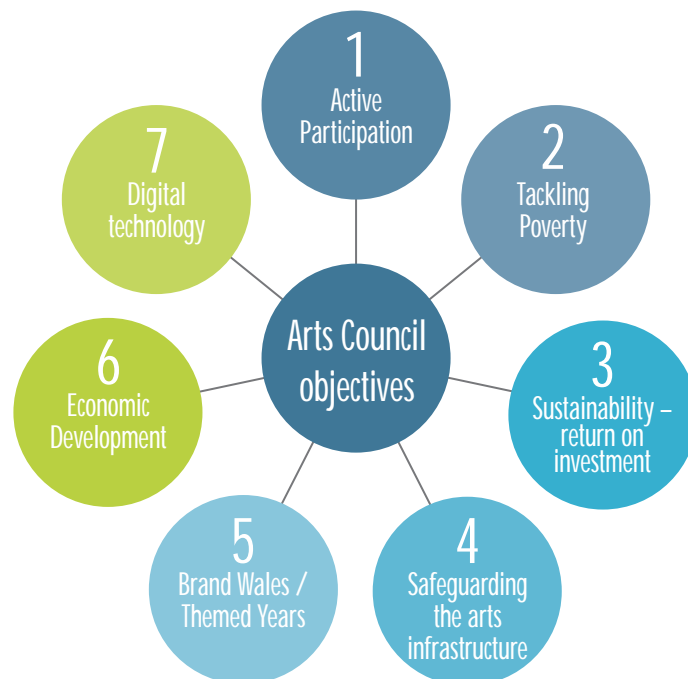 1
Active
Participation
2
Tackling
Poverty
3
Sustainability –
return on
investment
4
Safeguarding
the arts
infrastructure
5
Brand Wales /
Themed Years
6
Economic
Development
7
Digital
technology
Arts Council
objectives